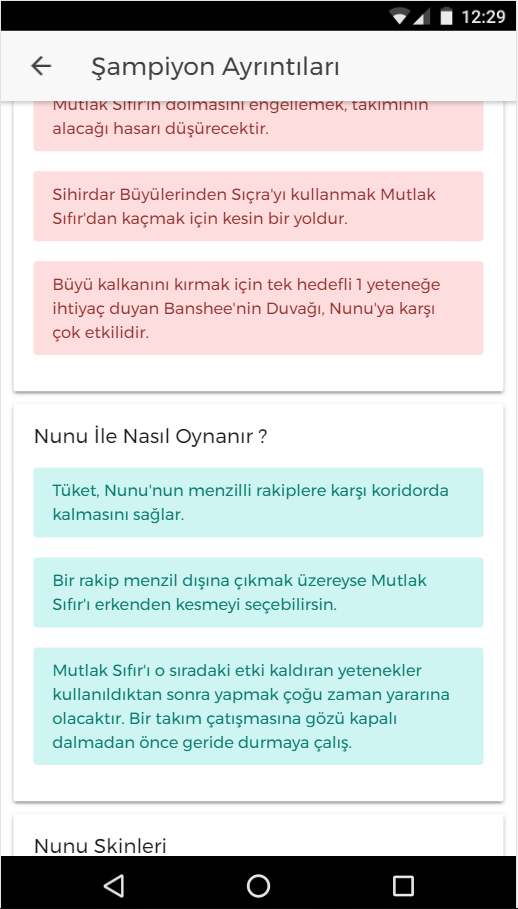 12:29
Şampiyon Ayrıntıları
Mutlak Sıfır'ın dolmasını engellemek, takımının
alacağı hasarı düşürecektir.
Sihirdar Büyülerinden Sıçra'yı kullanmak Mutlak
Sıfır'dan kaçmak için kesin bir yoldur.
Büyü kalkanını kırmak için tek hedefli 1 yeteneğe
ihtiyaç duyan Banshee'nin Duvağı, Nunu'ya karşı
çok etkilidir.
Nunu İle Nasıl Oynanır ?
Tüket, Nunu'nun menzilli rakiplere karşı koridorda
kalmasını sağlar.
Bir rakip menzil dışına çıkmak üzereyse Mutlak
Sıfır'ı erkenden kesmeyi seçebilirsin.
Mutlak Sıfır'ı o sıradaki etki kaldıran yetenekler
kullanıldıktan sonra yapmak çoğu zaman yararına
olacaktır. Bir takım çatışmasına gözü kapalı
dalmadan önce geride durmaya çalış.
Nunu Skinleri